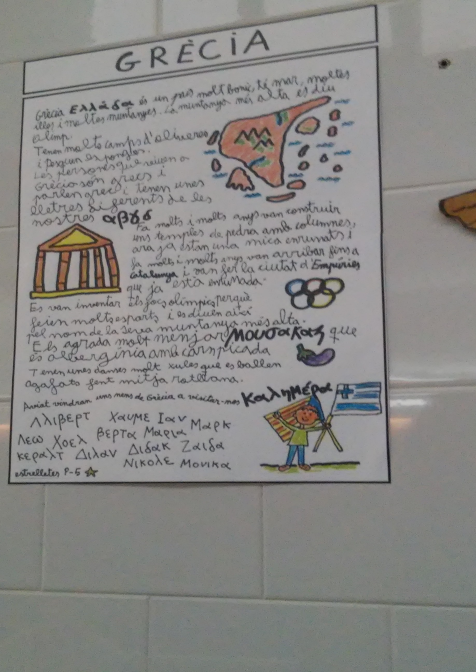 GRÈCIA
Grècia Ελλάδα és un país molt bonic, té mar, moltes
illes i moltes muntanyes. La muntanya més alta es diu
Olimp.
Tenen molts camps d'oliveres
i pesquen es
Les persones que viuen a
Grècia són grecs i
parlen grec i tenen unes
lletres diferents de les
nostres αβγδ
Fa molts i molts anys van construir
uns temples de pedra amb columnes,
ara ja estan una mica enrunats i
fa molts i molts anys van arribar fins a
Catalunya i van fer la ciutat d'Empúries
que ja està enrunada.
Es van inventar els jocs olímpics perquè
feien molts esports i es diuen així
pel nom de la seva muntanya més alta.
Els agrada molt menjar Μουσακας que
és albergínia amb carn picada
Tenen unes danses molt xules que es ballen
agafats fent mitja rotllana.
Aviat vindran uns nens de Grècia a visitar-nos Καλημέρα
Λλιβερτ Χαυμε Ιαν
Λεω Χοελ Βερτα Μαρια Μαρκ
κεραλτ Διλαν Διδακ Ζαιδα
Νικολε Μονικα
estrelletes P-5